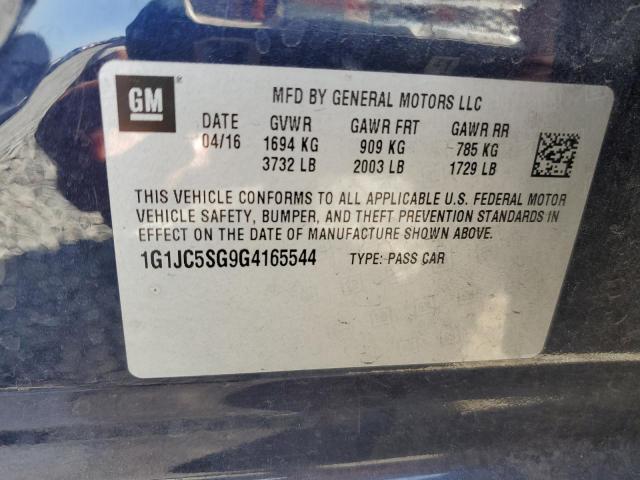 GM MFD BY GENERAL MOTORS LLC
DATE GVWR GAWR FRT GAWR RR
04/16 1694 KG 909 KG 785 KG
3732 LB 2003 LB 1729 LB
THIS VEHICLE CONFORMS TO ALL APPLICABLE U.S. FEDERAL MOTOR
VEHICLE SAFETY, BUMPER, AND THEFT PREVENTION STANDARDS IN
EFFECT ON THE DATE OF MANUFACTURE SHOWN ABOVE.
1G1JC5SG9G4165544 TYPE: PASS CAR